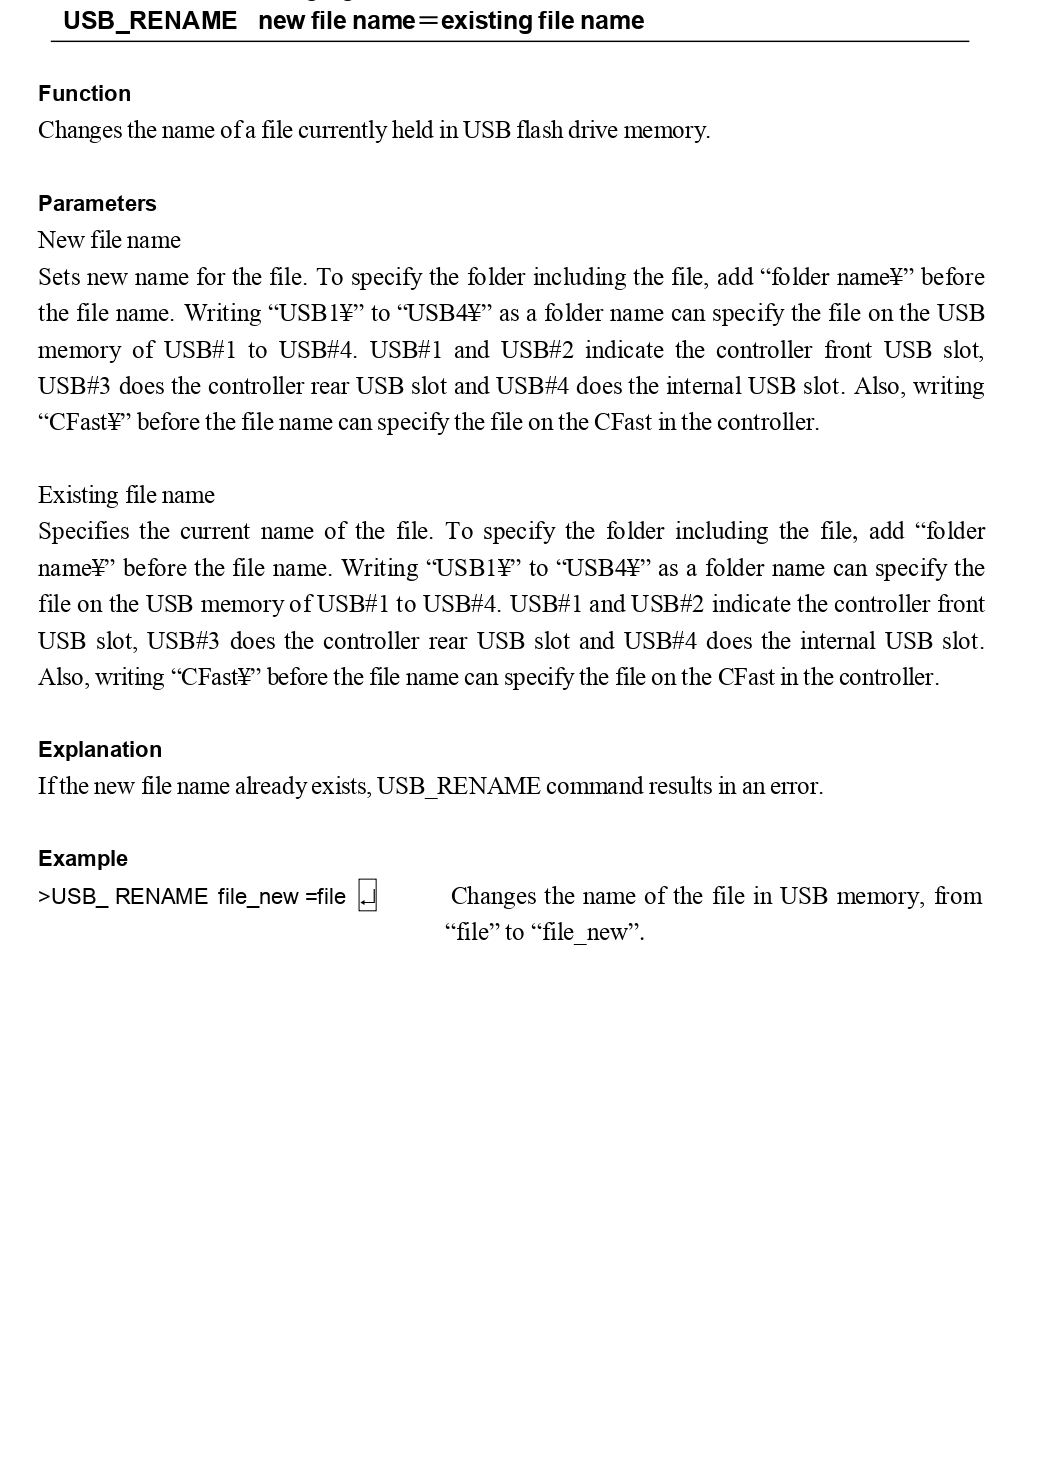 USB_RENAME new file name＝existing file name
Function
Changes the name of a file currently held in USB flash drive memory.
Parameters
New file name
Sets new name for the file. To specify the folder including the file, add “folder name¥” before
the file name. Writing “USB1¥” to “USB4¥” as a folder name can specify the file on the USB
memory of USB#1 to USB#4. USB#1 and USB#2 indicate the controller front USB slot,
USB#3 does the controller rear USB slot and USB#4 does the internal USB slot. Also, writing
“CFast¥” before the file name can specify the file on the CFast in the controller.
Existing file name
Specifies the current name of the file. To specify the folder including the file, add “folder
name¥” before the file name. Writing “USB1¥” to “USB4¥” as a folder name can specify the
file on the USB memory of USB#1 to USB#4. USB#1 and USB#2 indicate the controller front
USB slot, USB#3 does the controller rear USB slot and USB#4 does the internal USB slot.
Also, writing “CFast¥” before the file name can specify the file on the CFast in the controller.
Explanation
If the new file name already exists, USB_RENAME command results in an error.
Example
>USB_ RENAME file_new =file ↵ Changes the name of the file in USB memory, from
“file” to “file_new”.